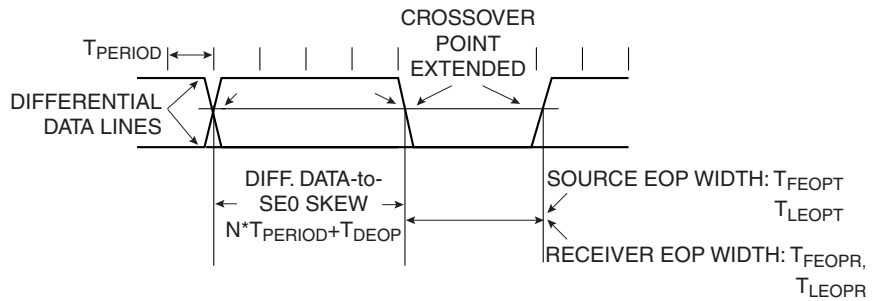 CROSSOVER
POINT
EXTENDED
TPERIOD
DIFFERENTIAL
DATA LINES
DIFF. DATA-to-
SE0 SKEW
N*TPERIOD+TDEOP
SOURCE EOP WIDTH: TFEOPT
TLEOPT
RECEIVER EOP WIDTH: TFEOPR,
TLEOPR